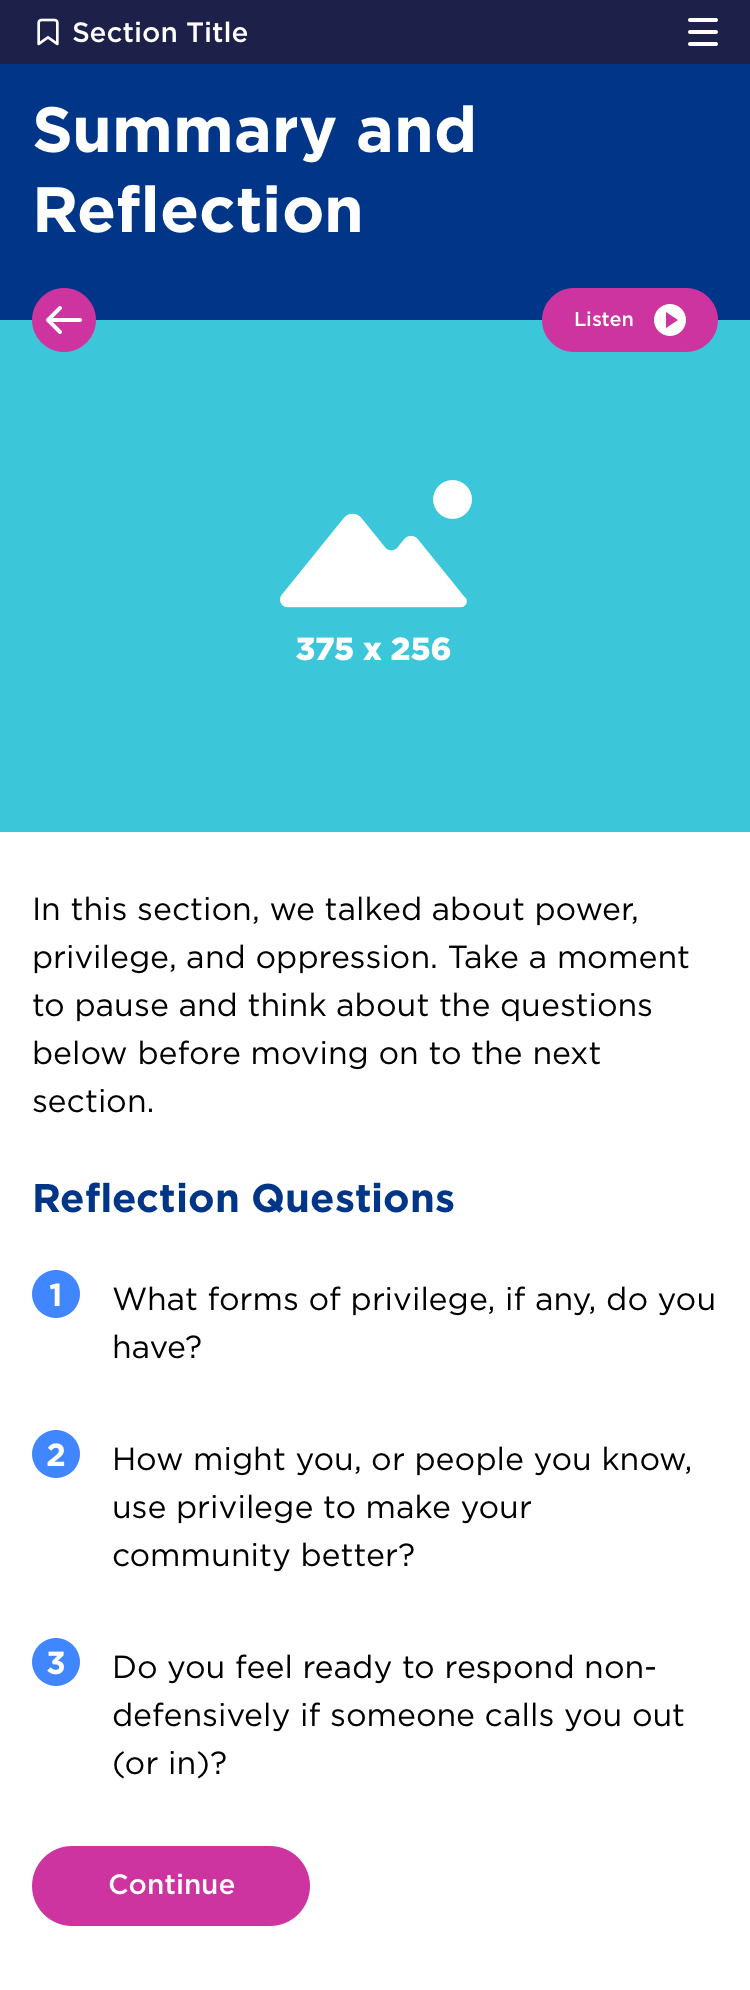 Section Title
Summary and
Reflection
Listen
375 x 256
In this section, we talked about power,
privilege, and oppression. Take a moment
to pause and think about the questions
below before moving on to the next
section.
Reflection Questions
1 What forms of privilege, if any, do you
have?
2 How might you, or people you know,
use privilege to make your
community better?
3 Do you feel ready to respond non-
defensively if someone calls you out
(or in)?
Continue